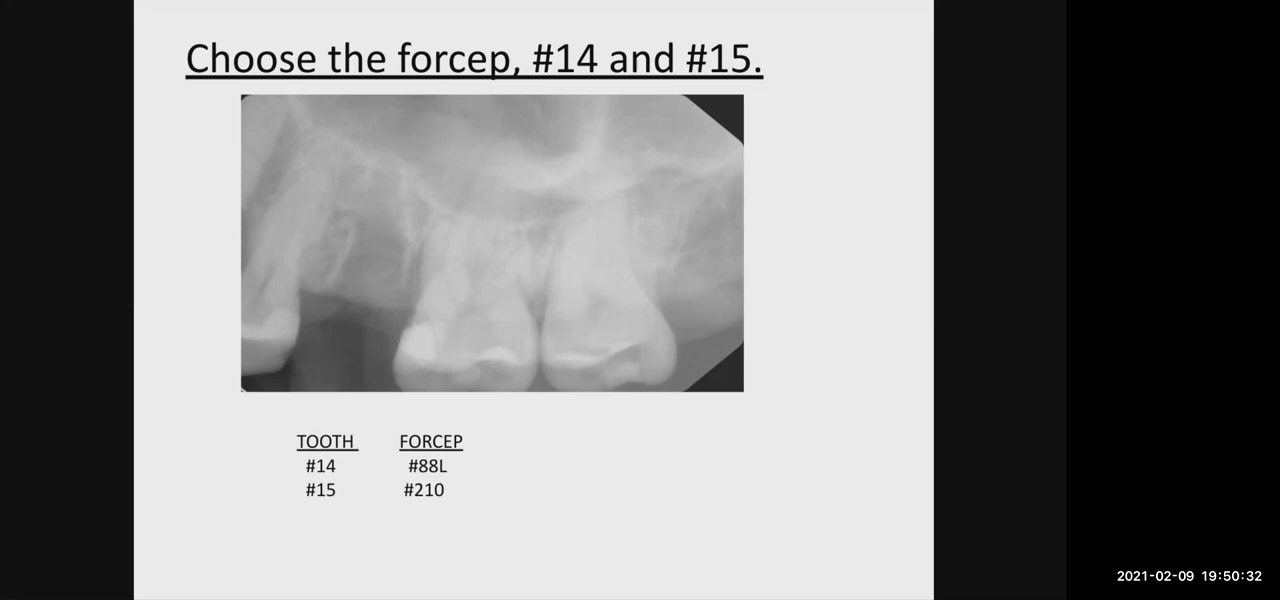 Choose the forcep, #14 and #15.
TOOTH FORCEP
#14 #88L
#15 #210
2021-02-09 19:50:32